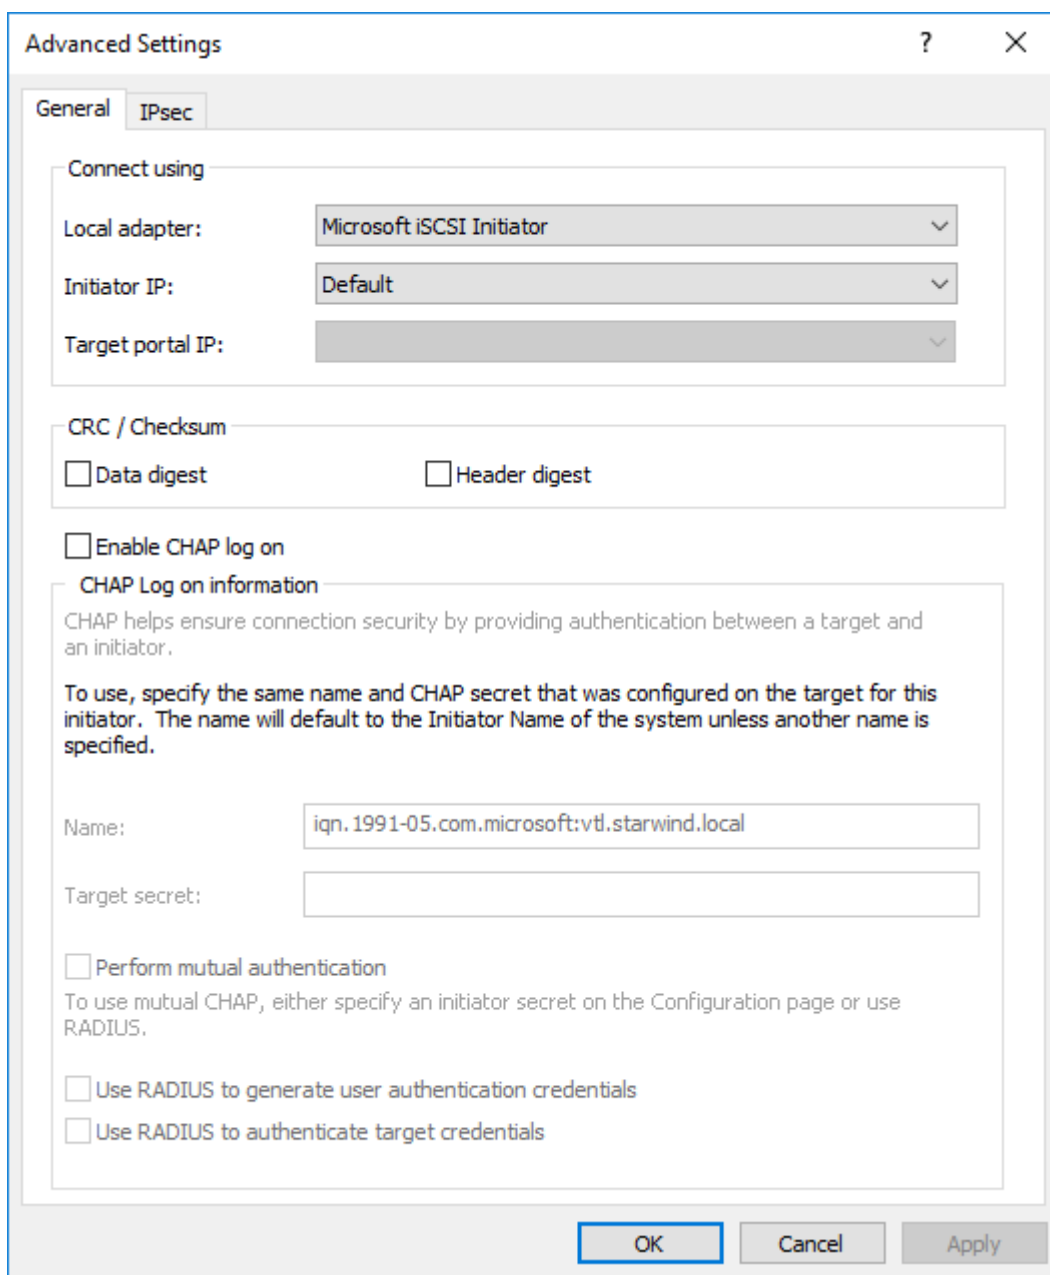 Advanced Settings
General
IPsec
Connect using
Local adapter:
Microsoft iSCSI Initiator
Initiator IP:
Default
Target portal IP:
CRC / Checksum
Data digest
Header digest
Enable CHAP log on
CHAP Log on information
CHAP helps ensure connection security by providing authentication between a target and
an initiator.
To use, specify the same name and CHAP secret that was configured on the target for this
initiator.  The name will default to the Initiator Name of the system unless another name is
specified.
Name:
iqn.1991-05.com.microsoft:vtl.starwind.local
Target secret:
Perform mutual authentication
To use mutual CHAP, either specify an initiator secret on the Configuration page or use
RADIUS.
Use RADIUS to generate user authentication credentials
Use RADIUS to authenticate target credentials
OK
Cancel
Apply